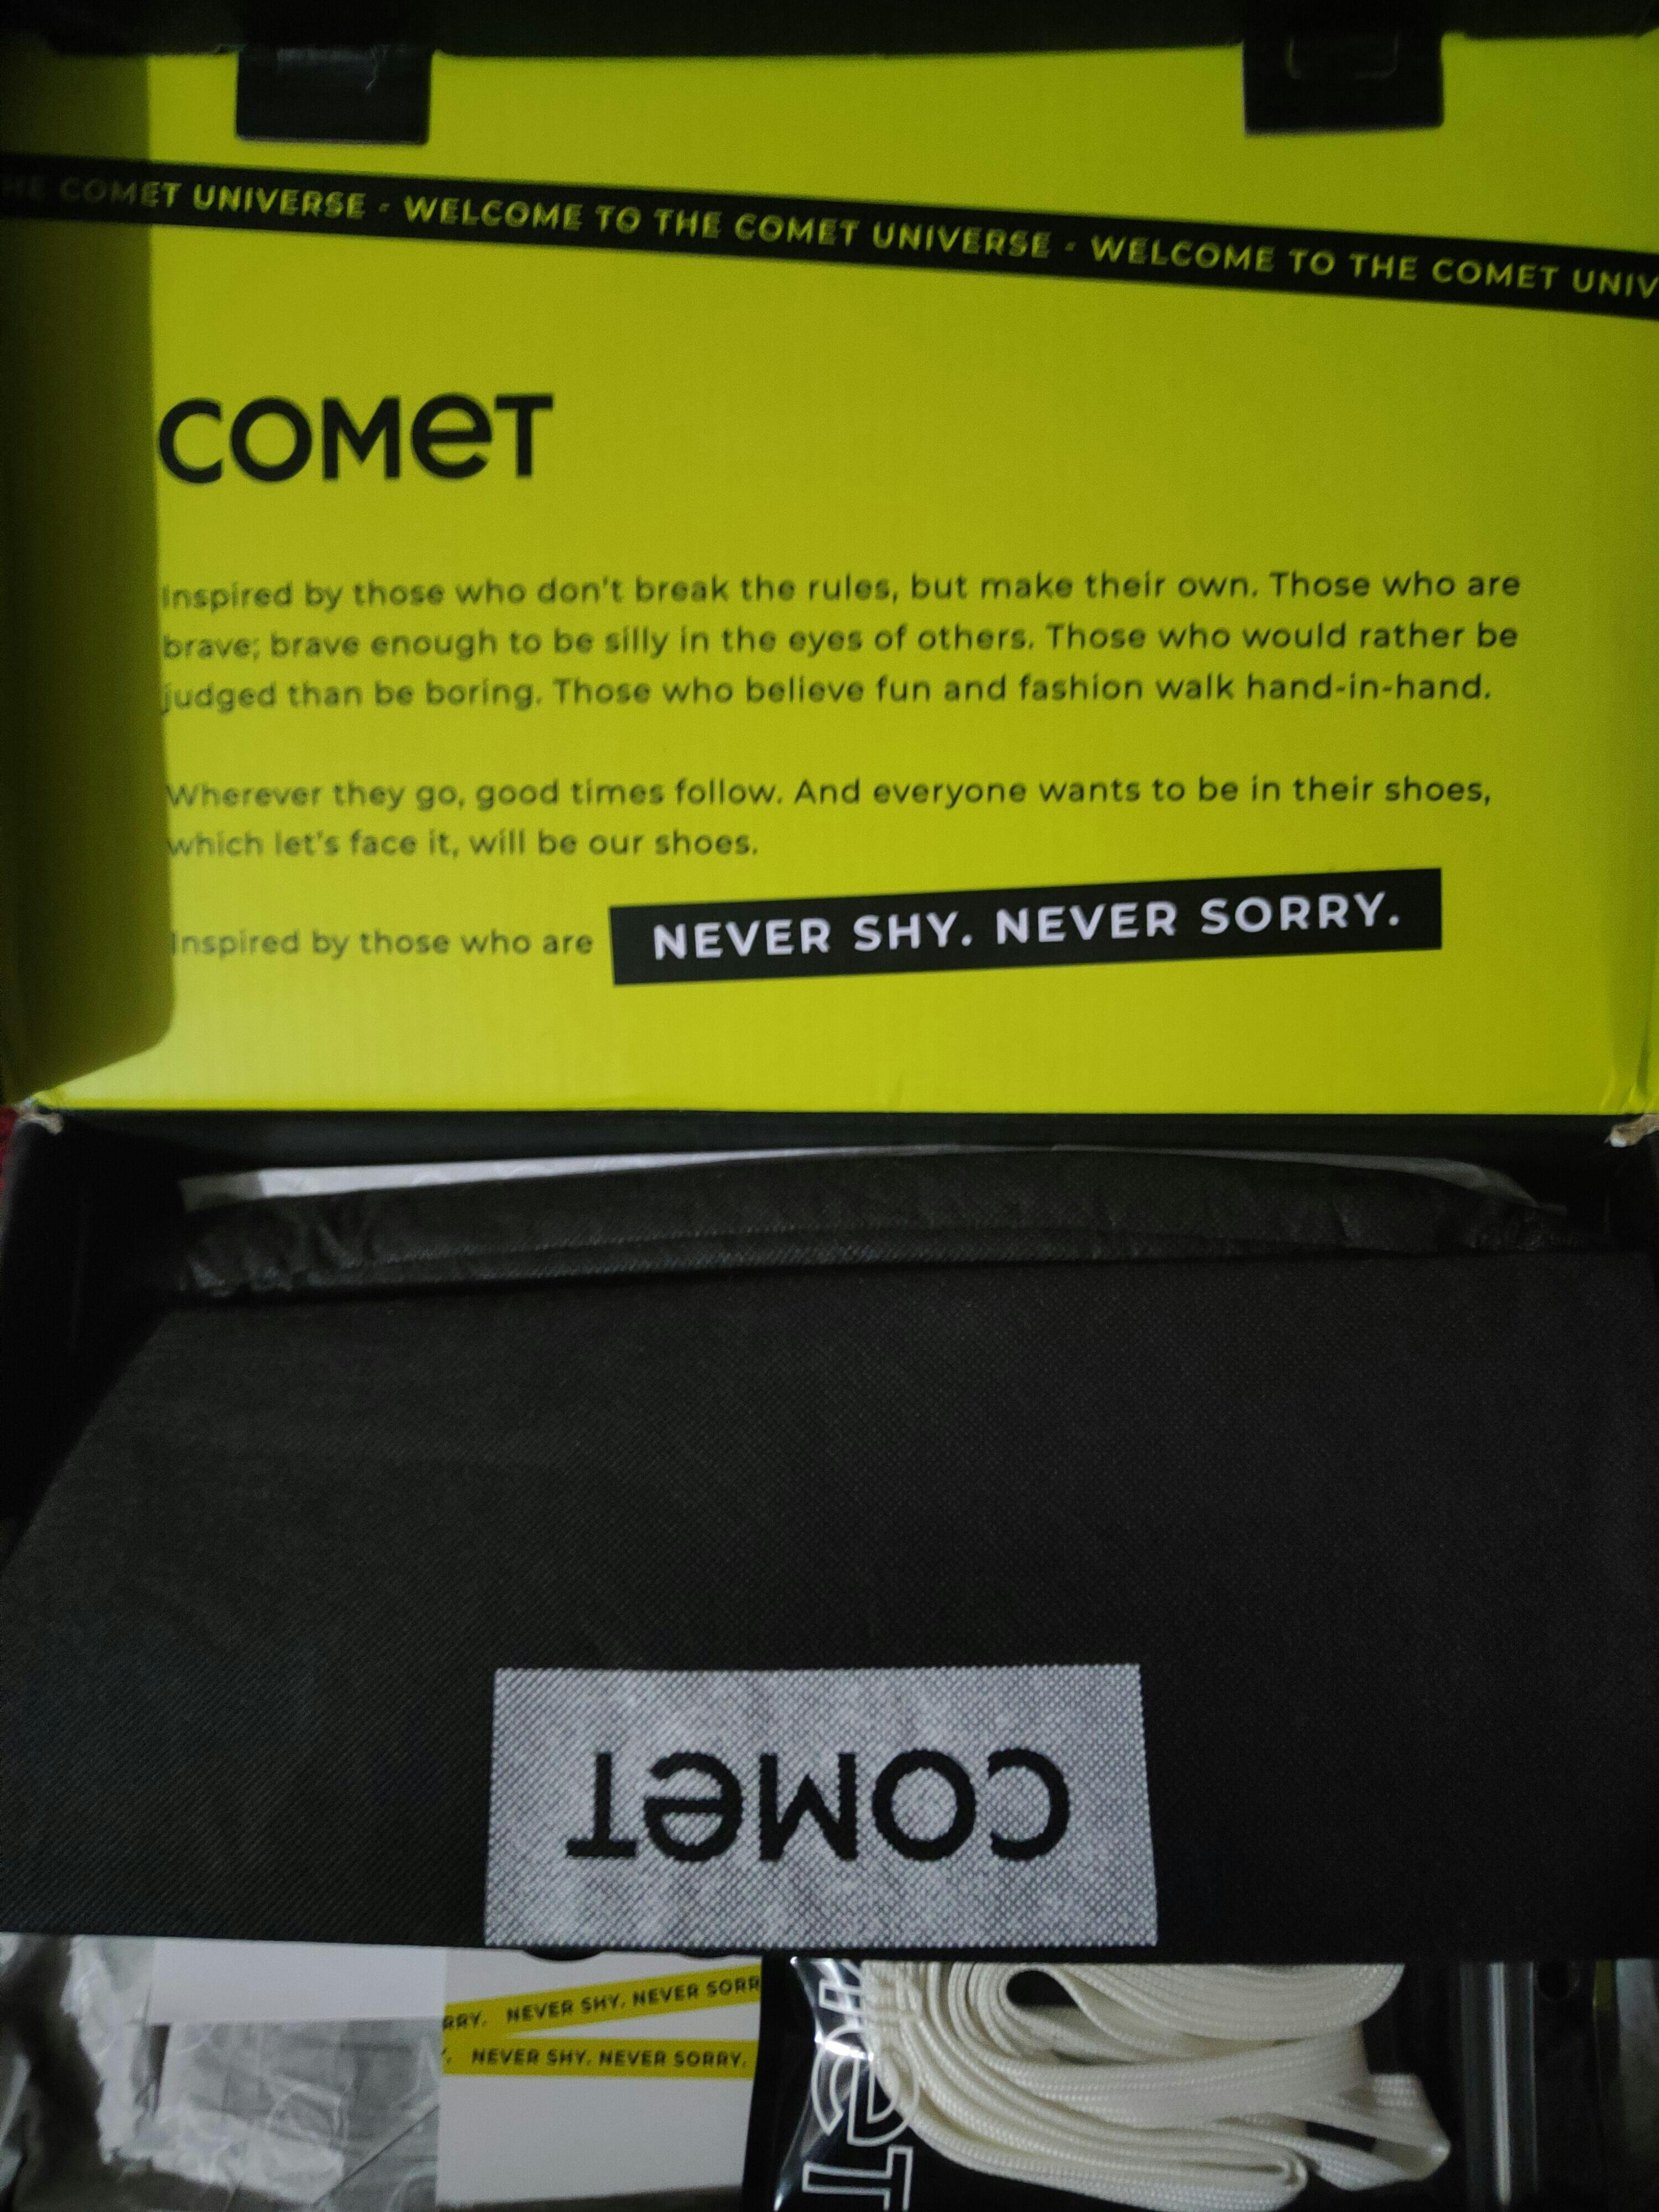 THE COMET UNIVERSE - WELCOME TO THE COMET UNIVERSE - WELCOME TO THE COMET UNIV
COMeT
Inspired by those who don't break the rules, but make their own. Those who are
brave; brave enough to be silly in the eyes of others. Those who would rather be
judged than be boring. Those who believe fun and fashion walk hand-in-hand.
Wherever they go, good times follow. And everyone wants to be in their shoes,
which let's face it, will be our shoes.
Inspired by those who are NEVER SHY. NEVER SORRY.
COMeT
RRY. NEVER SHY. NEVER SORR
Y. NEVER SHY. NEVER SORRY.
MeT